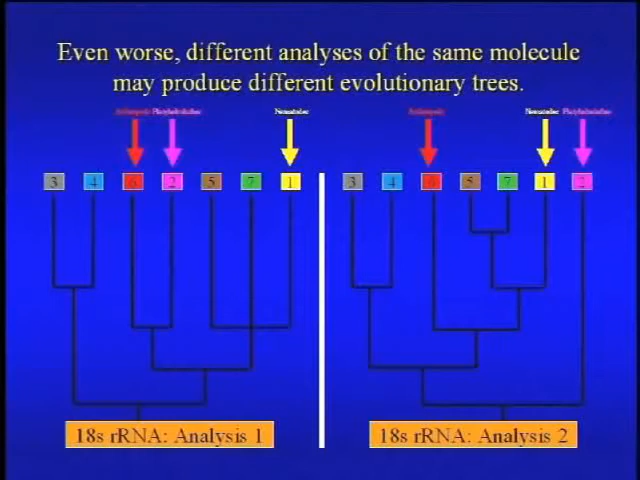 Even worse, different analyses of the same molecule
may produce different evolutionary trees.
Arthropods Platyhelminthes Nematodes Arthropods Nematodes Platyhelminthes
3 4 6 2 5 7 1 3 4 6 5 7 1 2
18s rRNA: Analysis 1 18s rRNA: Analysis 2